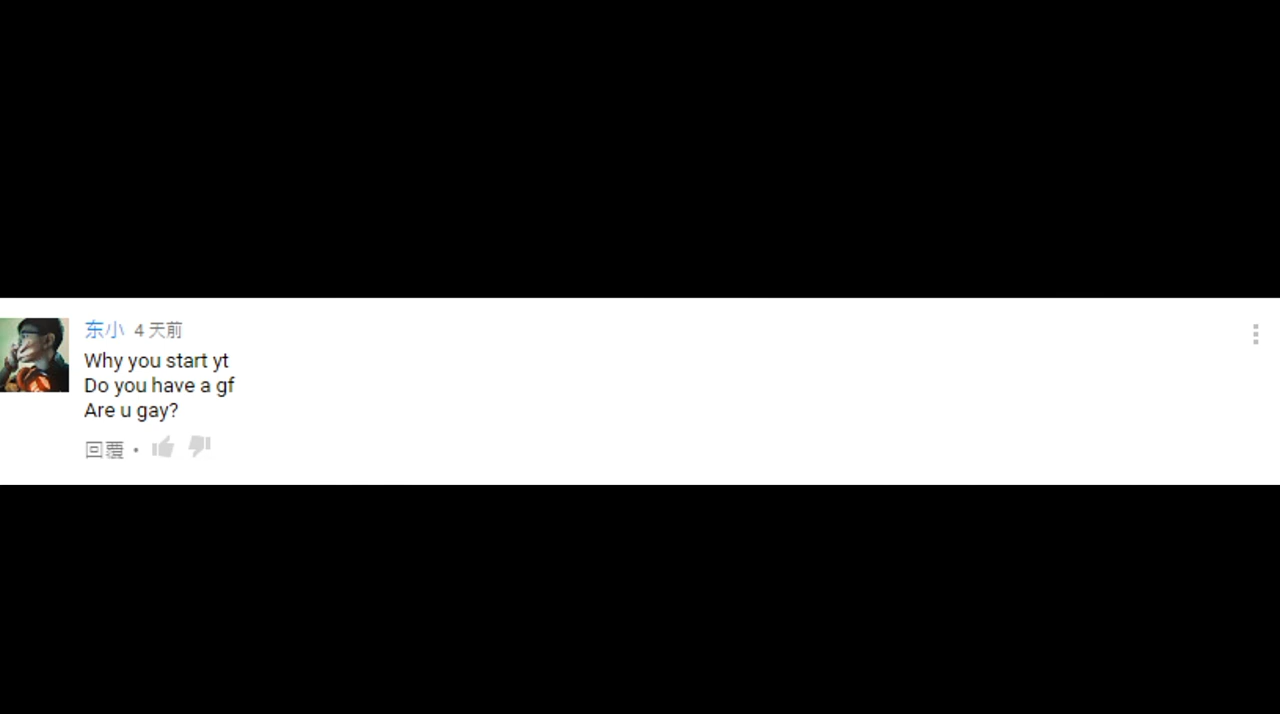 东小 4 天前
Why you start yt
Do you have a gf
Are u gay?
回覆 •